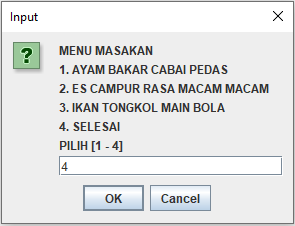 Input
MENU MASAKAN
1. AYAM BAKAR CABAI PEDAS
2. ES CAMPUR RASA MACAM MACAM
3. IKAN TONGKOL MAIN BOLA
4. SELESAI
PILIH [1 - 4]
4
OK
Cancel